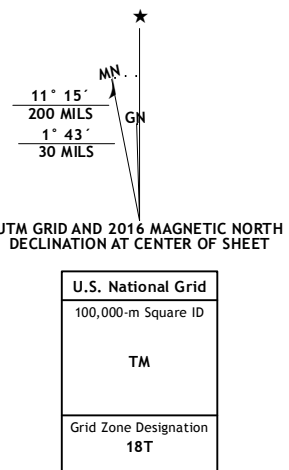 MN
11° 15´
200 MILS
GN
1° 43´
30 MILS
UTM GRID AND 2016 MAGNETIC NORTH
DECLINATION AT CENTER OF SHEET
U.S. National Grid
100,000-m Square ID
TM
Grid Zone Designation
18T